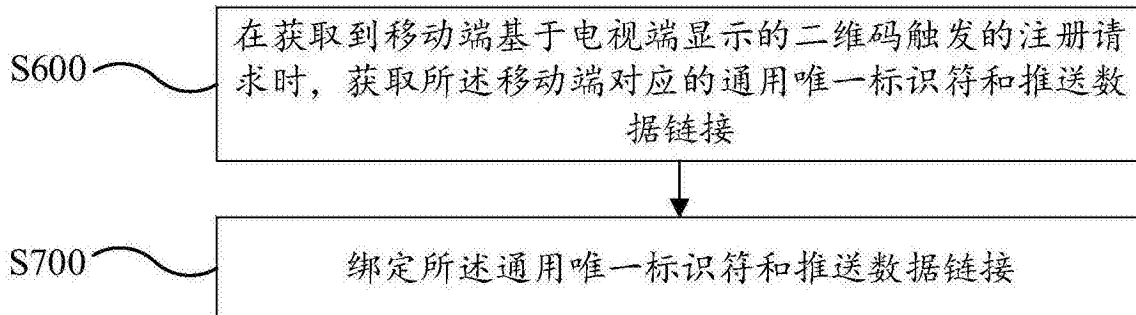 S600
在获取到移动端基于电视端显示的二维码触发的注册请
求时，获取所述移动端对应的通用唯一标识符和推送数
据链接
S700
绑定所述通用唯一标识符和推送数据链接